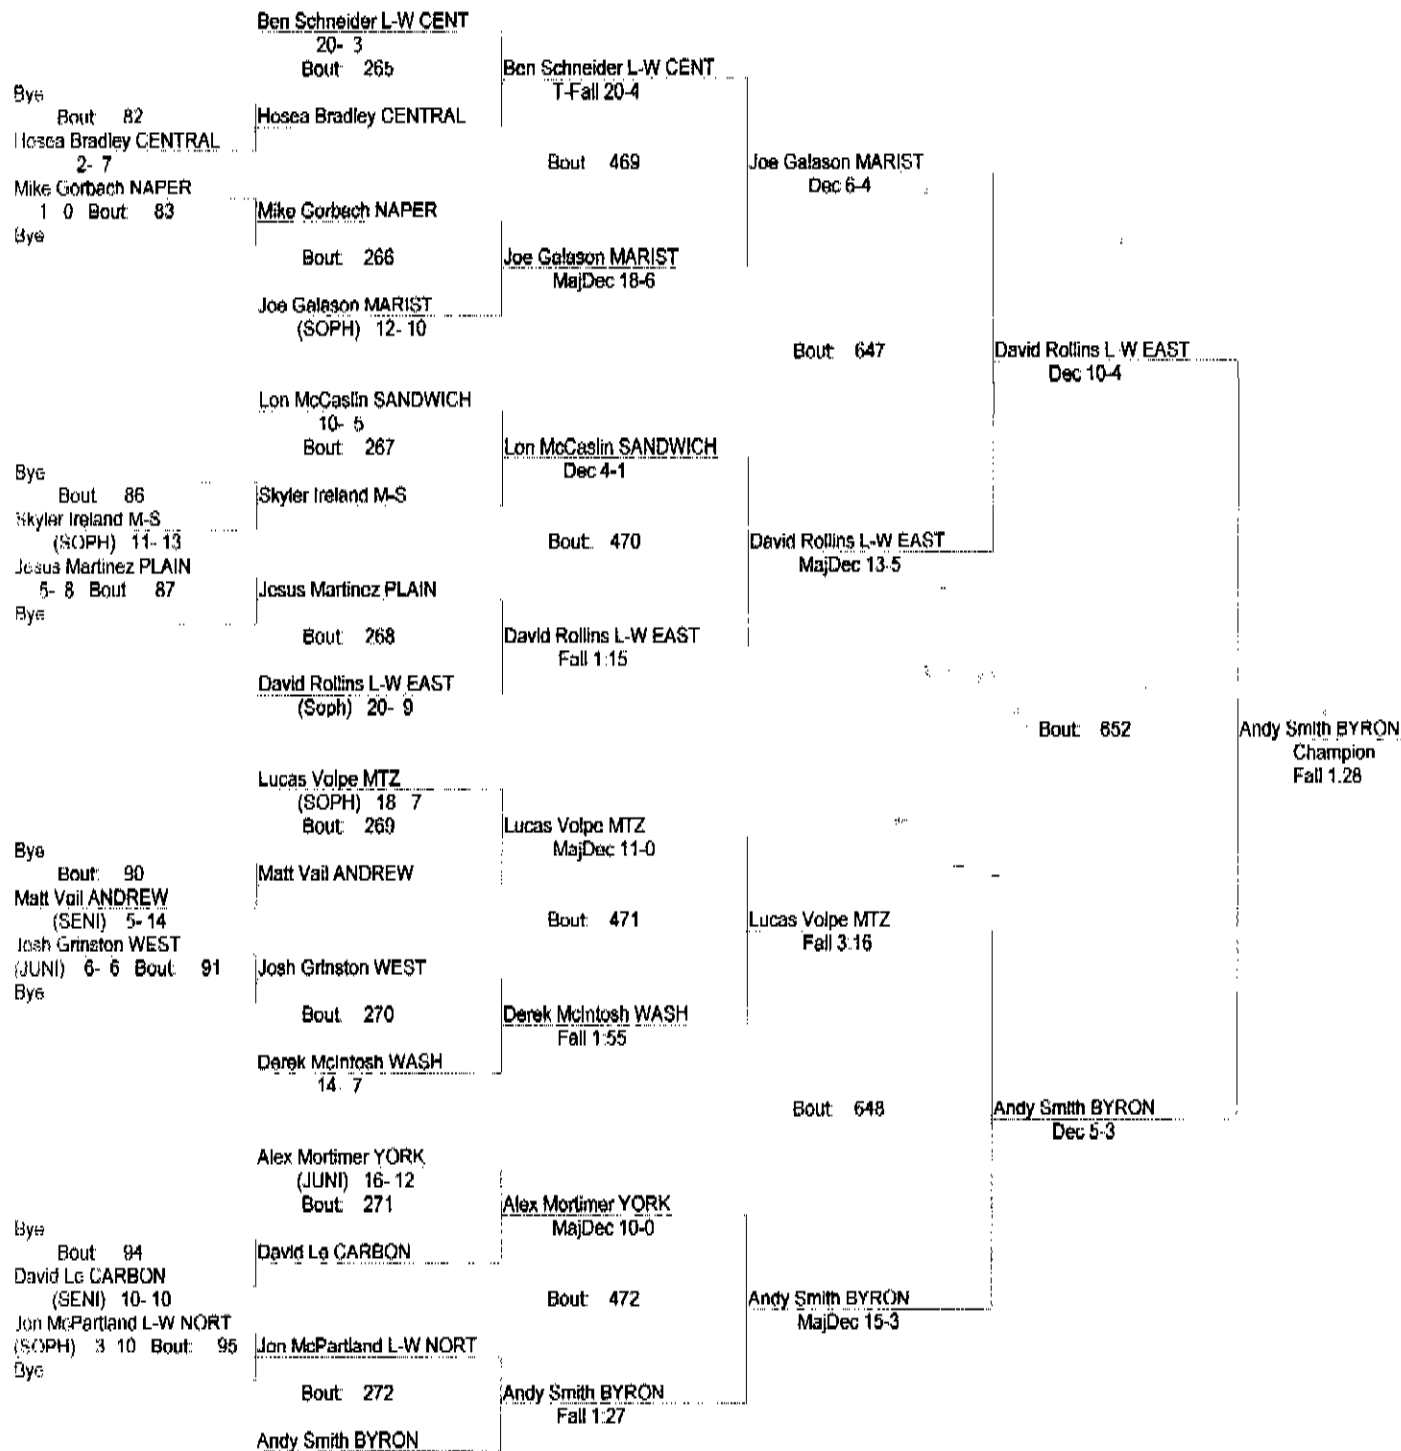 Ben Schneider L-W CENT
20- 3
Bout: 265
Ben Schneider L-W CENT
T-Fall 20-4
Bye
Bout: 82
Hosea Bradley CENTRAL
Hosea Bradley CENTRAL
2- 7
Bout 469
Joe Galason MARIST
Dec 6-4
Mike Gorbach NAPER
1 0 Bout: 83
Mike Gorbach NAPER
Bye
Bout: 266
Joe Galason MARIST
MajDec 18-6
Joe Galason MARIST
(SOPH) 12- 10
Bout: 647
David Rollins L-W EAST
Dec 10-4
Lon McCaslin SANDWICH
10- 5
Bout: 267
Lon McCaslin SANDWICH
Dec 4-1
Bye
Bout 86
Skyler Ireland M-S
Skyler Ireland M-S
(SOPH) 11- 13
Bout: 470
David Rollins L-W EAST
MajDec 13-5
Jesus Martinez PLAIN
5- 8 Bout 87
Jesus Martinez PLAIN
Bye
Bout: 268
David Rollins L-W EAST
Fall 1:15
David Rollins L-W EAST
(Soph) 20- 9
Bout: 652
Andy Smith BYRON
Champion
Fall 1:28
Lucas Volpe MTZ
(SOPH) 18 7
Bout: 269
Lucas Volpe MTZ
MajDec 11-0
Bye
Bout: 90
Matt Vail ANDREW
Matt Vail ANDREW
(SENI) 5- 14
Bout: 471
Lucas Volpe MTZ
Fall 3:16
Josh Grinston WEST
(JUNI) 6- 6 Bout: 91
Josh Grinston WEST
Bye
Bout: 270
Derek McIntosh WASH
Fall 1:55
Derek McIntosh WASH
14- 7
Bout: 648
Andy Smith BYRON
Dec 5-3
Alex Mortimer YORK
(JUNI) 16- 12
Bout: 271
Alex Mortimer YORK
MajDec 10-0
Bye
Bout 94
David Le CARBON
David Le CARBON
(SENI) 10- 10
Bout: 472
Andy Smith BYRON
MajDec 15-3
Jon McPartland L-W NORT
(SOPH) 3 10 Bout: 95
Jon McPartland L-W NORT
Bye
Bout: 272
Andy Smith BYRON
Fall 1:27
Andy Smith BYRON